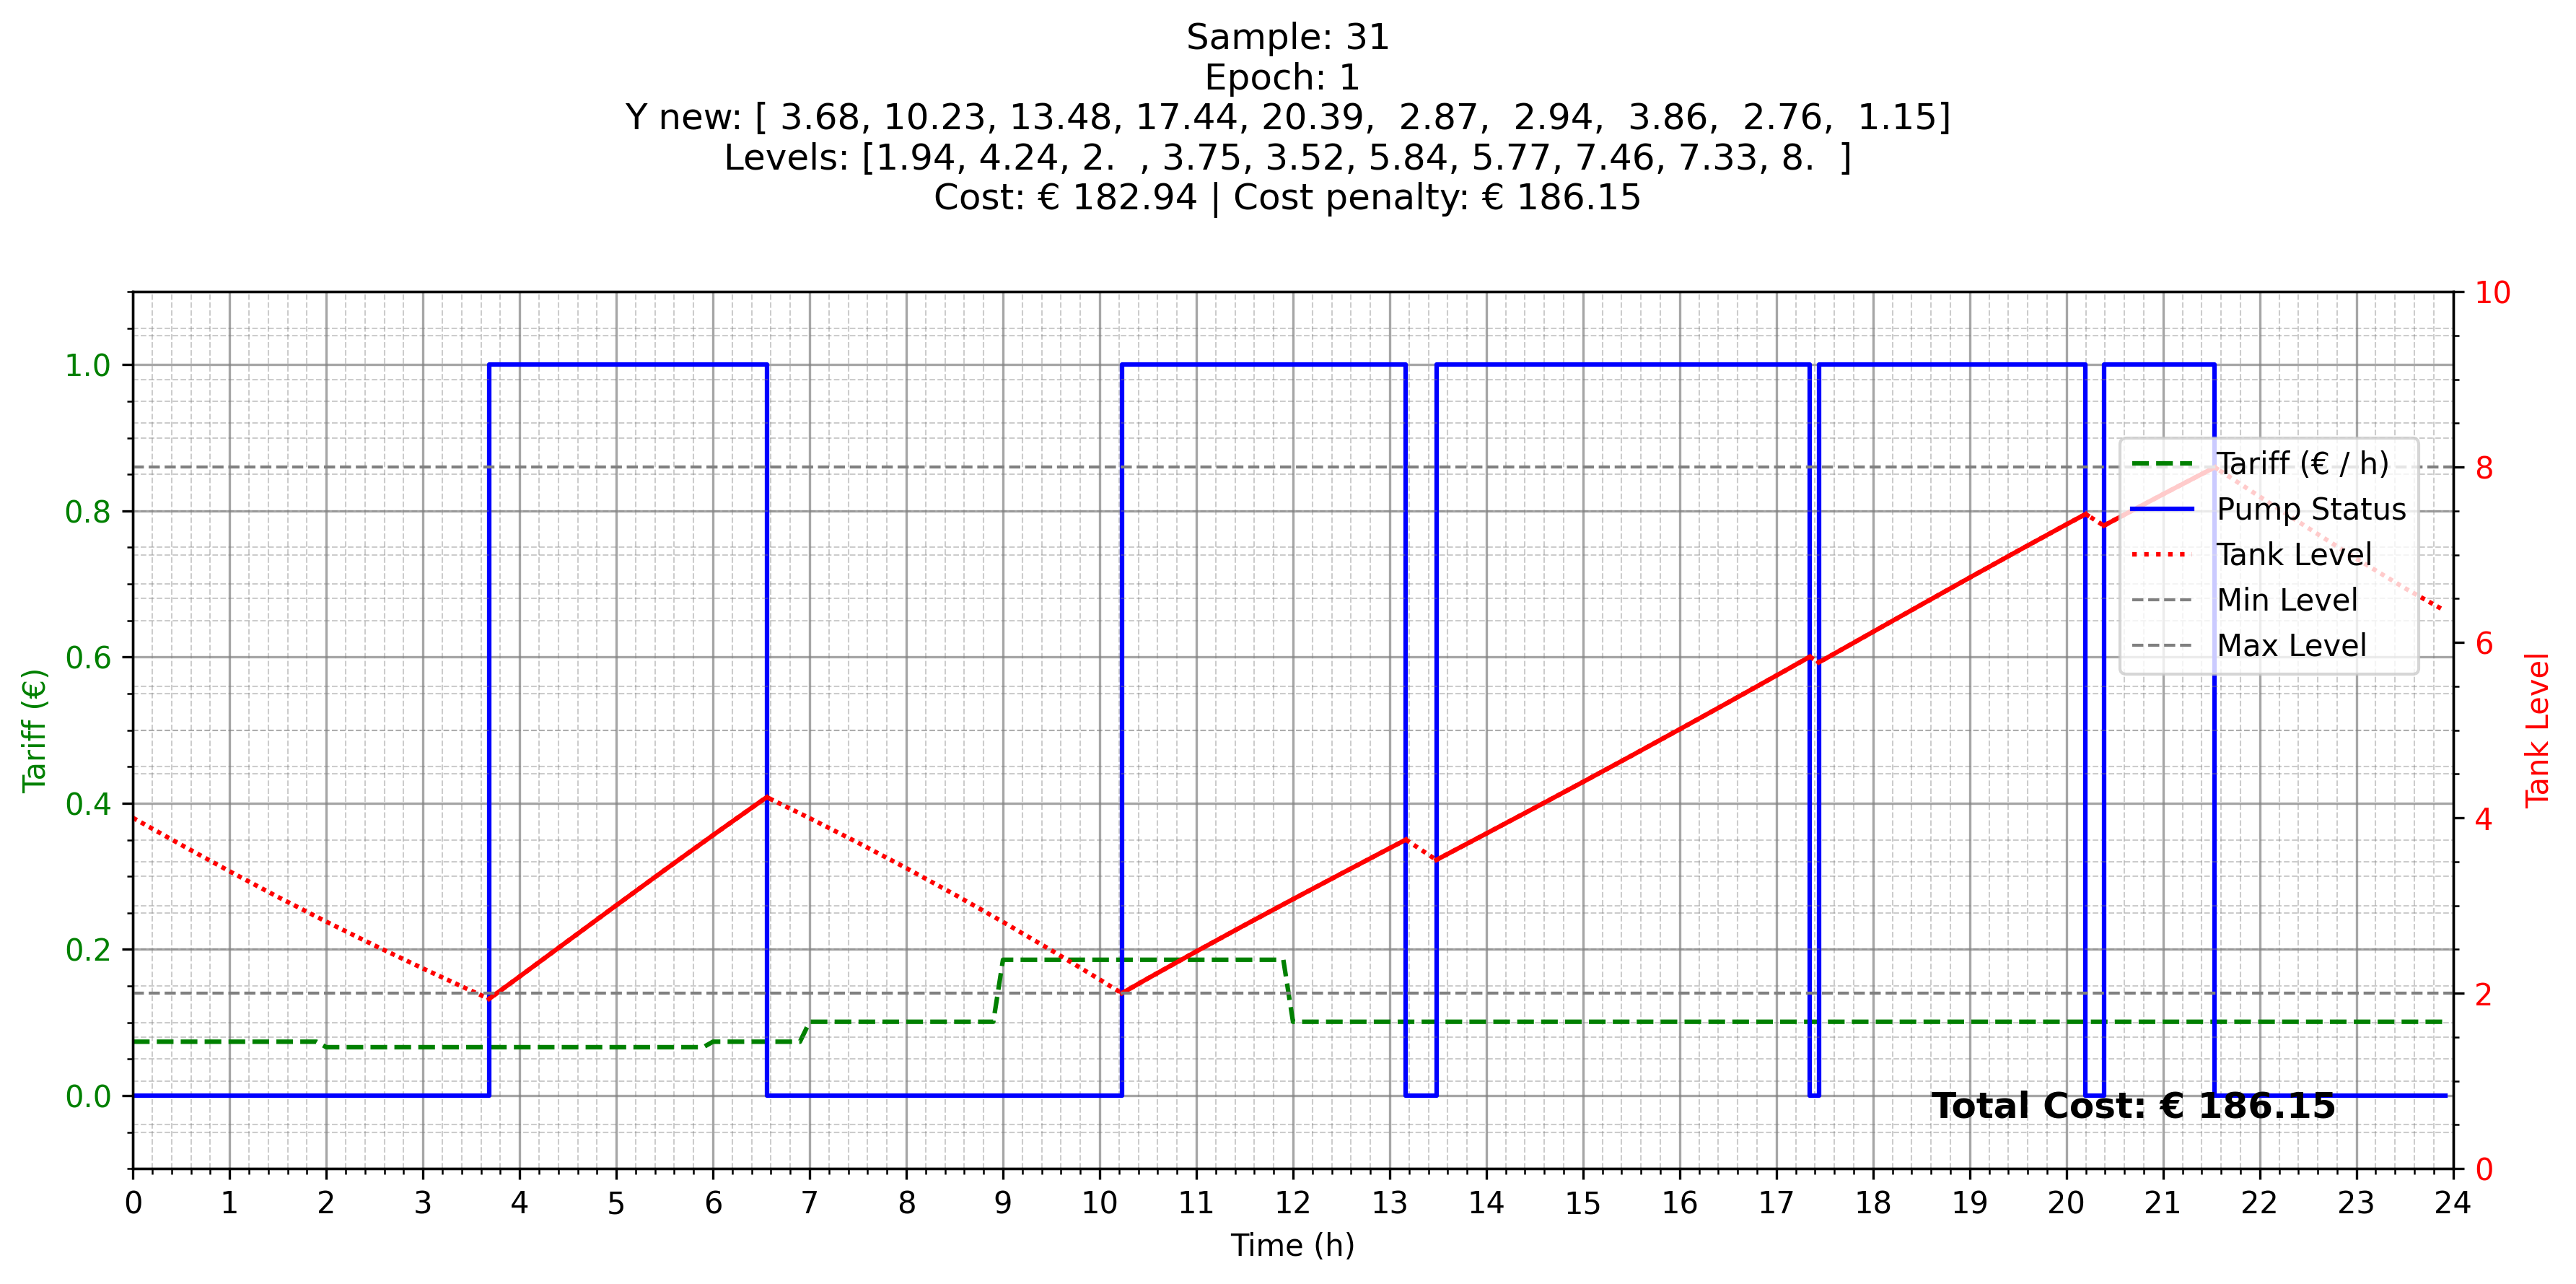 Sample: 31
Epoch: 1
Y new: [ 3.68, 10.23, 13.48, 17.44, 20.39,  2.87,  2.94,  3.86,  2.76,  1.15]
Levels: [1.94, 4.24, 2.  , 3.75, 3.52, 5.84, 5.77, 7.46, 7.33, 8.  ]
Cost: € 182.94 | Cost penalty: € 186.15
Tariff (€)
1.0
0.8
0.6
0.4
0.2
0.0
Tariff (€ / h)
Pump Status
Tank Level
Min Level
Max Level
Total Cost: € 186.15
10
8
6
4
2
0
Tank Level
0 1 2 3 4 5 6 7 8 9 10 11 12 13 14 15 16 17 18 19 20 21 22 23 24
Time (h)